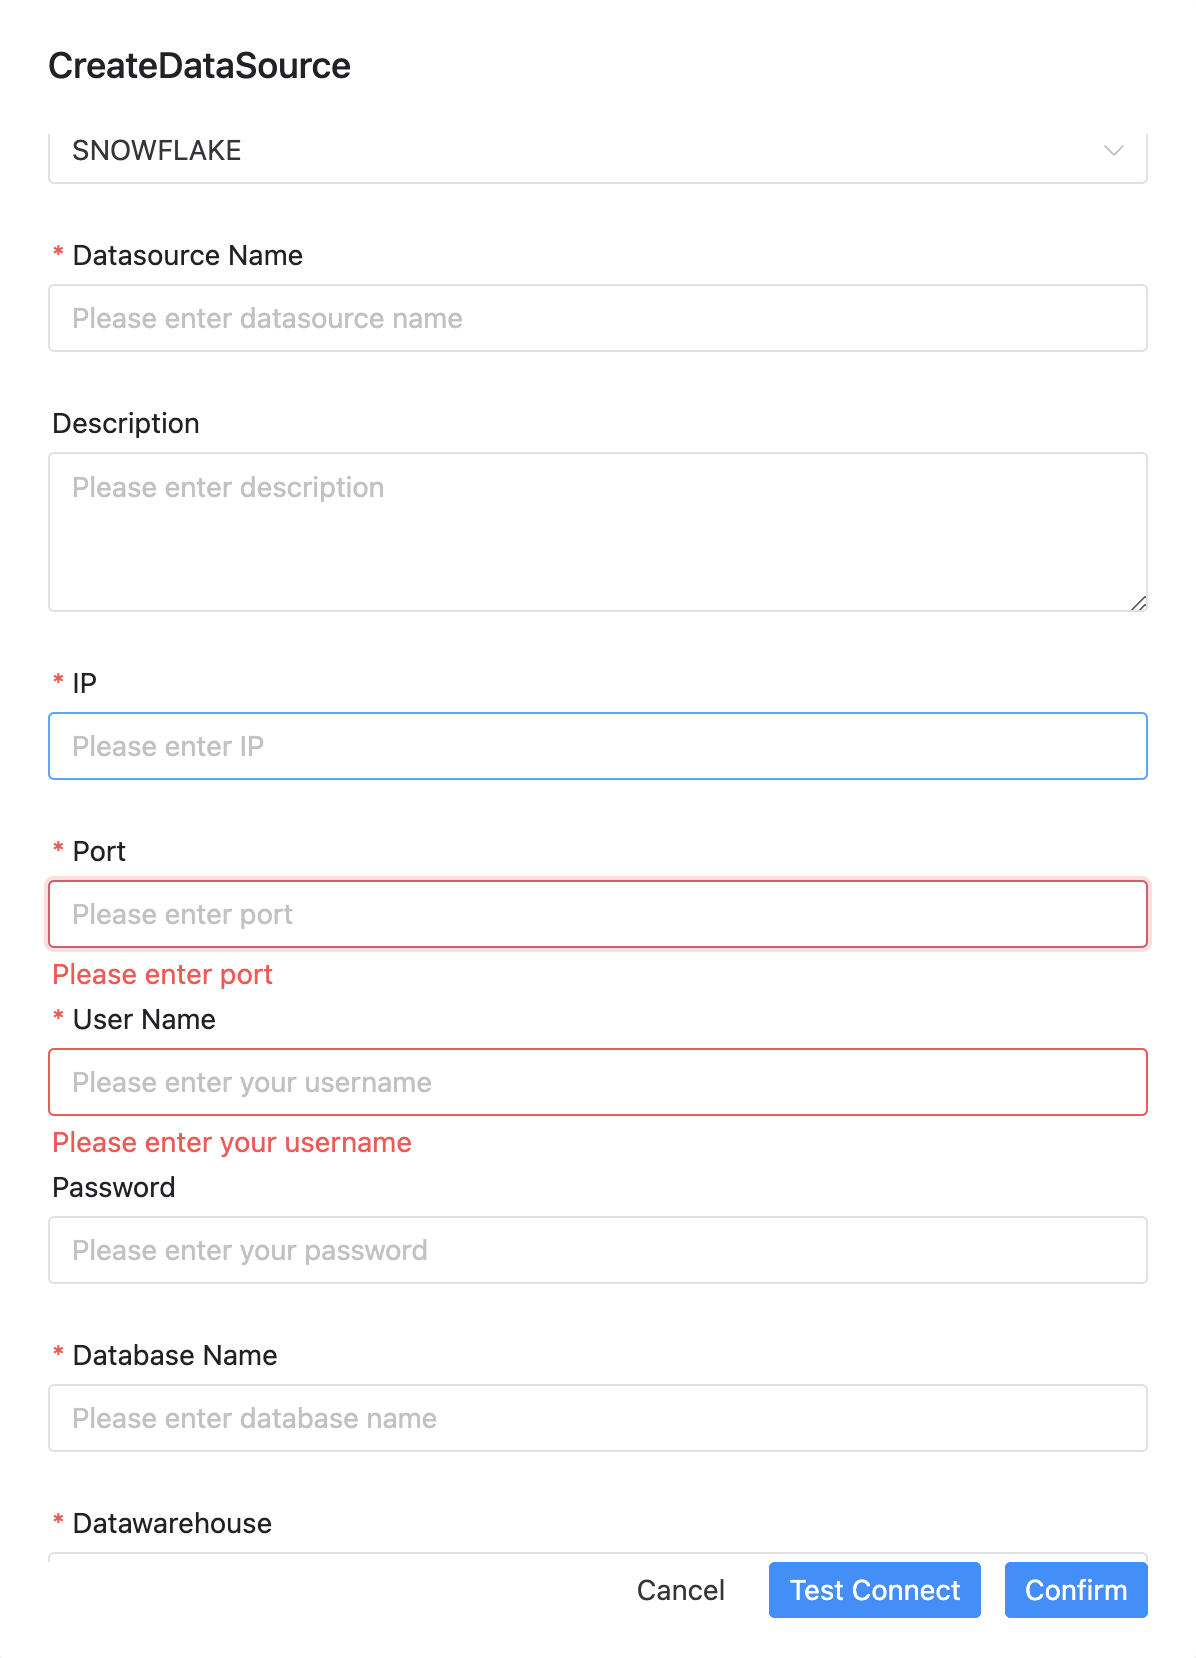 CreateDataSource
SNOWFLAKE
* Datasource Name
Please enter datasource name
Description
Please enter description
* IP
Please enter IP
* Port
Please enter port
Please enter port
* User Name
Please enter your username
Please enter your username
Password
Please enter your password
* Database Name
Please enter database name
* Datawarehouse
Cancel Test Connect Confirm